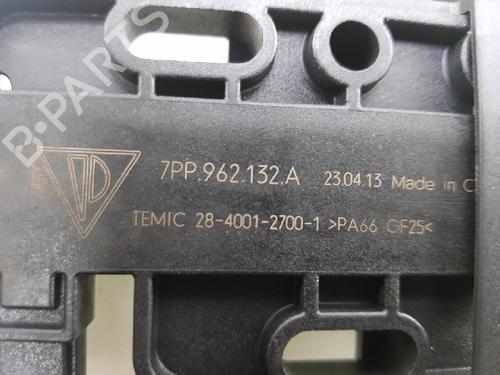 7PP.962.132.A 23.04.13 Made in C
TEMIC 28-4001-2700-1 >PA66 GF25<
B-PARTS